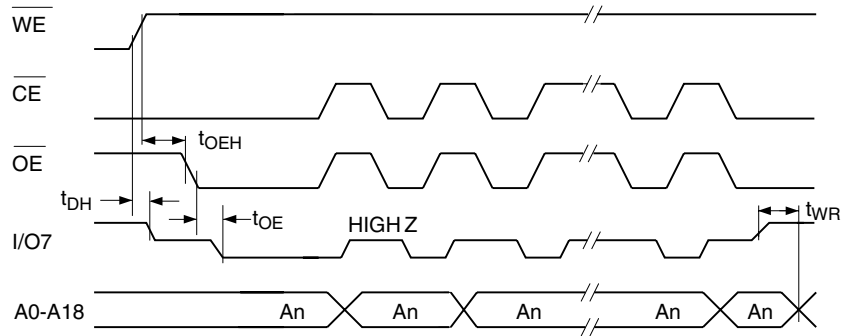 WE
CE
tOEH
OE
tDH
tOE
HIGH Z
tWR
I/O7
A0-A18 An An An An An